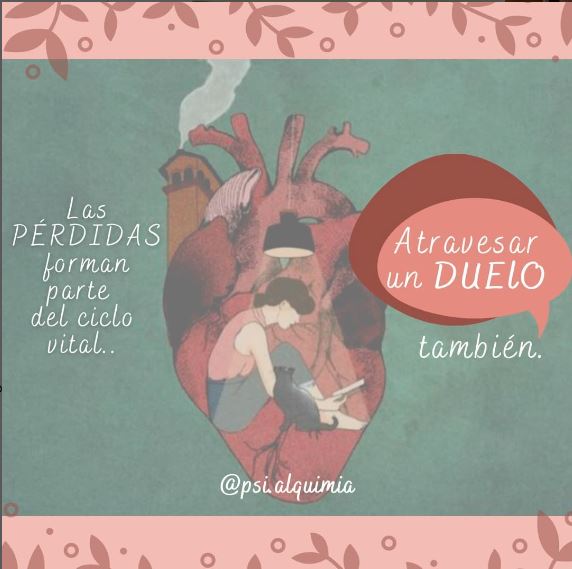 Las
PÉRDIDAS
forman
parte
del ciclo
vital..
Atravesar
un DUElO
también.
@psi.alquimia